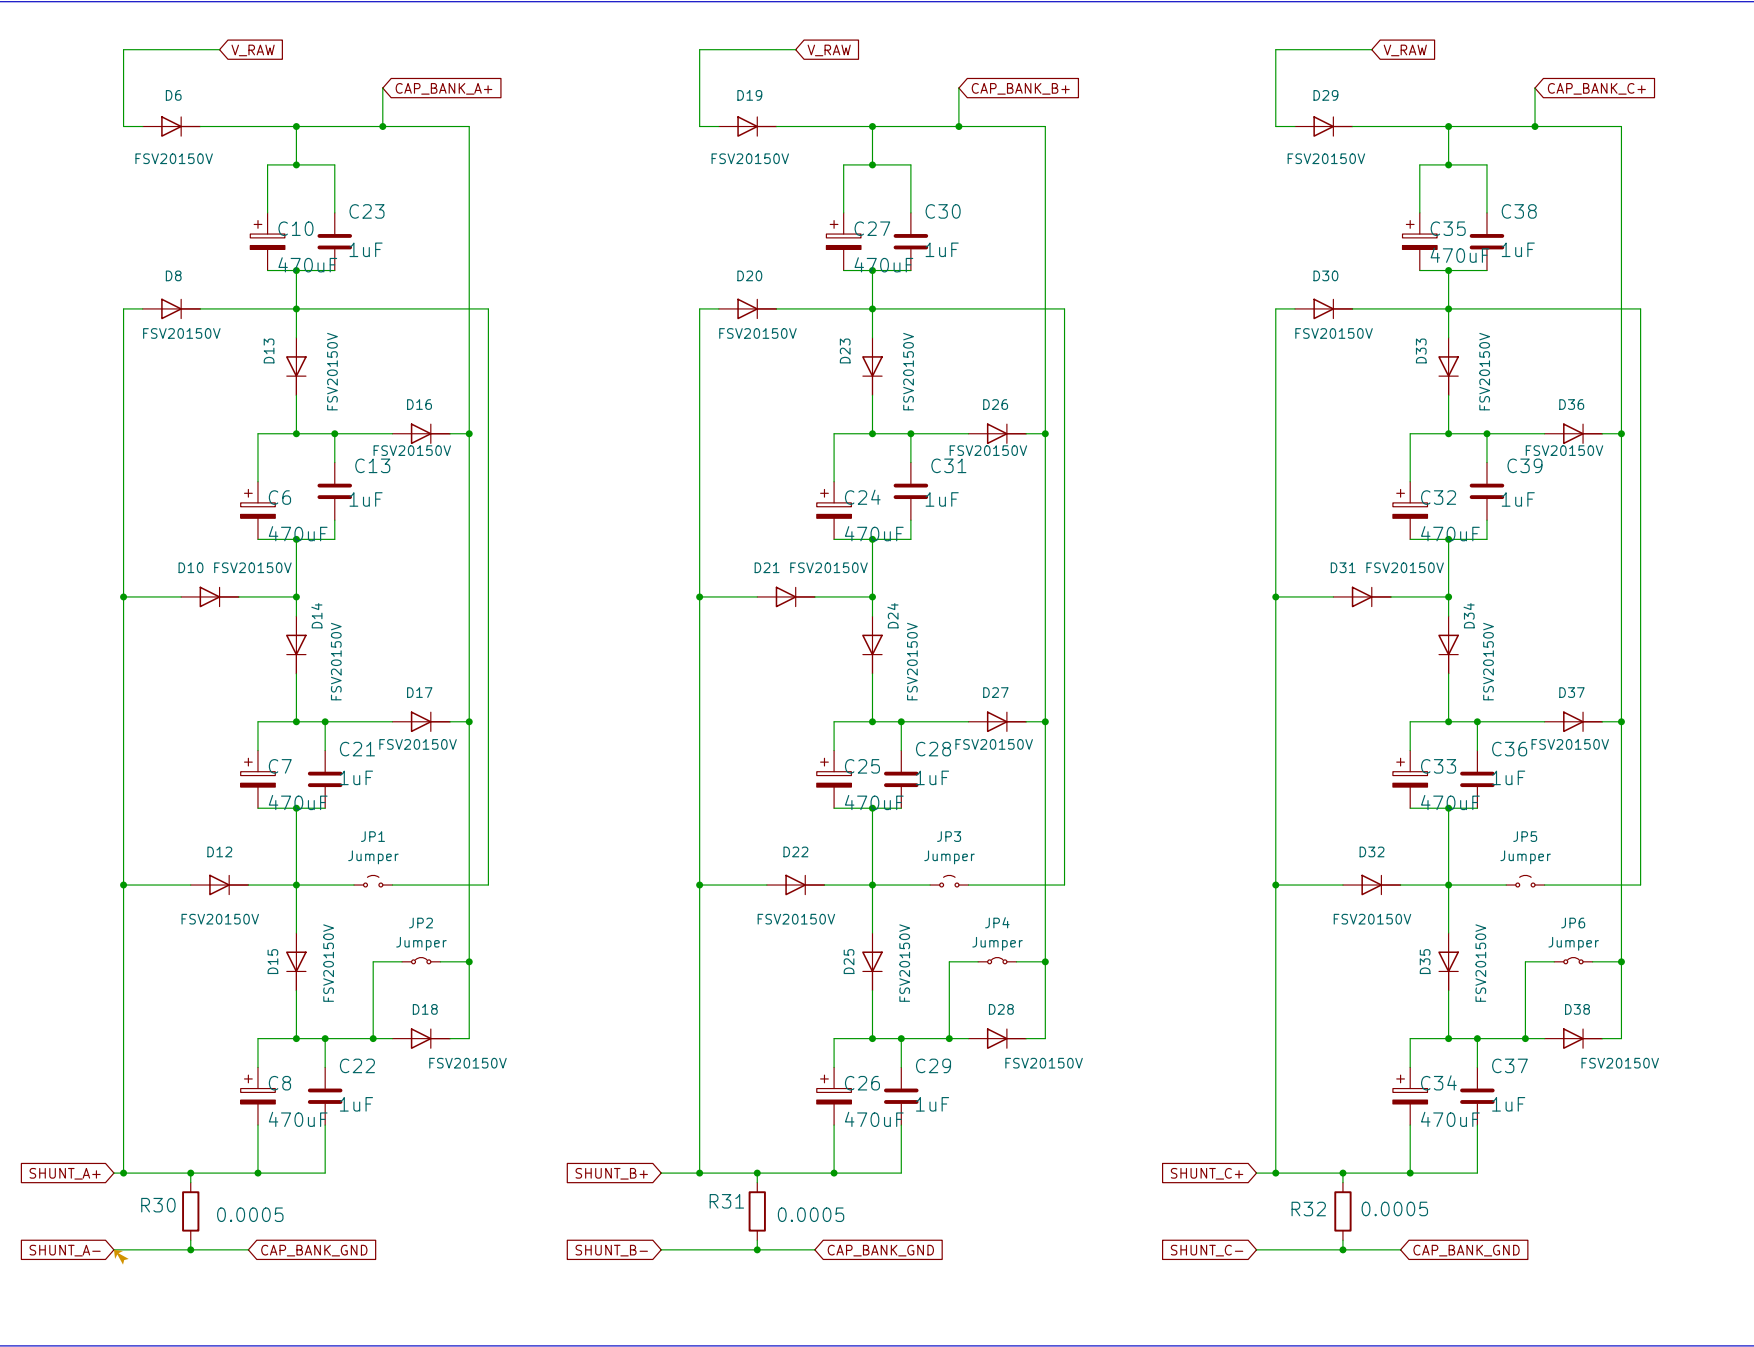 V_RAW
CAP_BANK_A+
D6
FSV20150V
C10
470uF
C23
1uF
D8
FSV20150V
D13
FSV20150V
D16
FSV20150V
C13
1uF
C6
470uF
D10 FSV20150V
D14
FSV20150V
D17
FSV20150V
C21
1uF
C7
470uF
D12
FSV20150V
JP1
Jumper
JP2
Jumper
D15
FSV20150V
D18
FSV20150V
C22
1uF
C8
470uF
SHUNT_A+
R30
0.0005
SHUNT_A-
CAP_BANK_GND
V_RAW
CAP_BANK_B+
D19
FSV20150V
C27
470uF
C30
1uF
D20
FSV20150V
D23
FSV20150V
D26
FSV20150V
C31
1uF
C24
470uF
D21 FSV20150V
D24
FSV20150V
D27
FSV20150V
C28
1uF
C25
470uF
D22
FSV20150V
JP3
Jumper
JP4
Jumper
D25
FSV20150V
D28
FSV20150V
C29
1uF
C26
470uF
SHUNT_B+
R31
0.0005
SHUNT_B-
CAP_BANK_GND
V_RAW
CAP_BANK_C+
D29
FSV20150V
C35
470uF
C38
1uF
D30
FSV20150V
D33
FSV20150V
D36
FSV20150V
C39
1uF
C32
470uF
D31 FSV20150V
D34
FSV20150V
D37
FSV20150V
C36
1uF
C33
470uF
D32
FSV20150V
JP5
Jumper
JP6
Jumper
D35
FSV20150V
D38
FSV20150V
C37
1uF
C34
470uF
SHUNT_C+
R32
0.0005
SHUNT_C-
CAP_BANK_GND